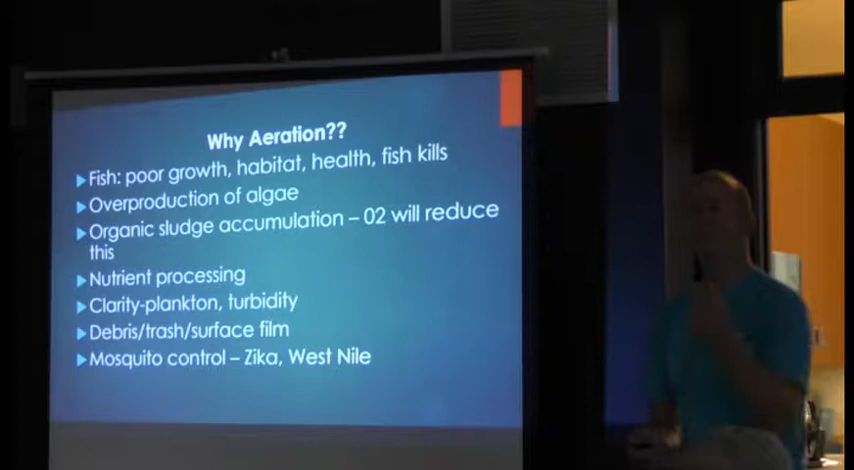 Why Aeration??
Fish: poor growth, habitat, health, fish kills
Overproduction of algae
Organic sludge accumulation – 02 will reduce
this
Nutrient processing
Clarity-plankton, turbidity
Debris/trash/surface film
Mosquito control – Zika, West Nile